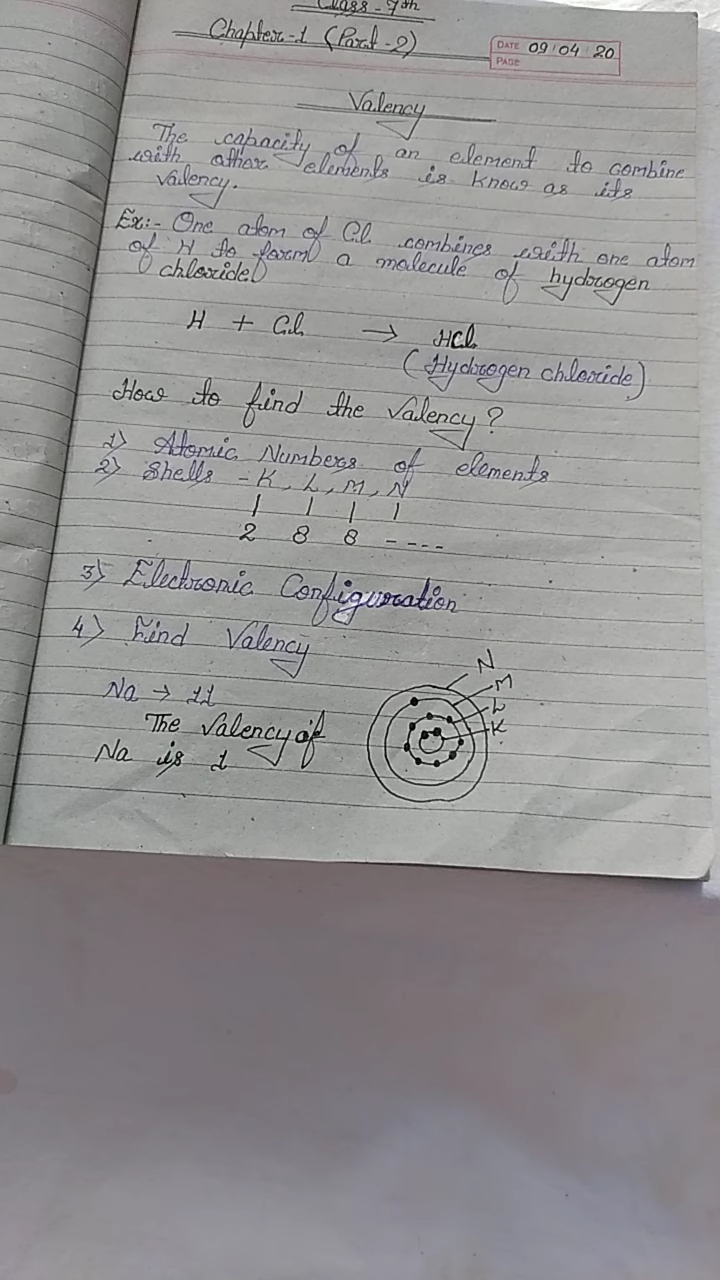 Class - 7th
Chapter-1 (Part-2)
DATE 09/04/20
PAGE
Valency
The capacity of an element to combine
with other elements is know as its
Valency.
Ex:- One atom of Cl combines with one atom
of H to form a molecule of hydrogen
chloride
H + Cl → HCl
(Hydrogen chloride)
How to find the Valency?
1) Atomic Numbers of elements
2) Shells - K, L, M, N
2 8 8 ----
3) Electronic Configuration
4) Find Valency
N
M
L
K
Na → 11
The Valency of
Na is 1